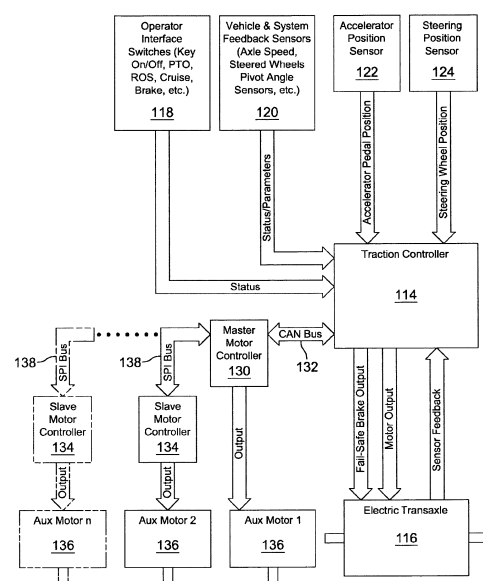 Operator
Interface
Switches (Key
On/Off, PTO,
ROS, Cruise,
Brake, etc.)
118
Vehicle & System
Feedback Sensors
(Axle Speed,
Steered Wheels
Pivot Angle
Sensors, etc.)
120
Accelerator
Position
Sensor
122
Steering
Position
Sensor
124
Status/Parameters
Accelerator Pedal Position
Steering Wheel Position
Status
Traction Controller
114
138
SPI Bus
138
SPI Bus
Master
Motor
Controller
130
CAN Bus
132
Slave
Motor
Controller
134
Slave
Motor
Controller
134
Output
Output
Output
Fail-Safe Brake Output
Motor Output
Sensor Feedback
Aux Motor n
136
Aux Motor 2
136
Aux Motor 1
136
Electric Transaxle
116